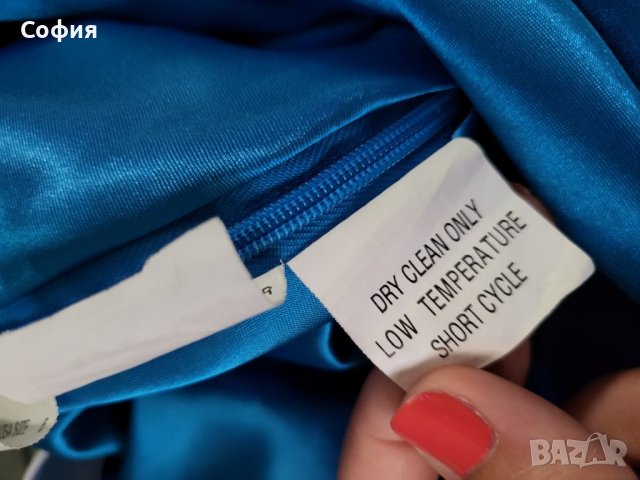 София
DRY CLEAN ONLY
LOW TEMPERATURE
SHORT CYCLE
BAZAR